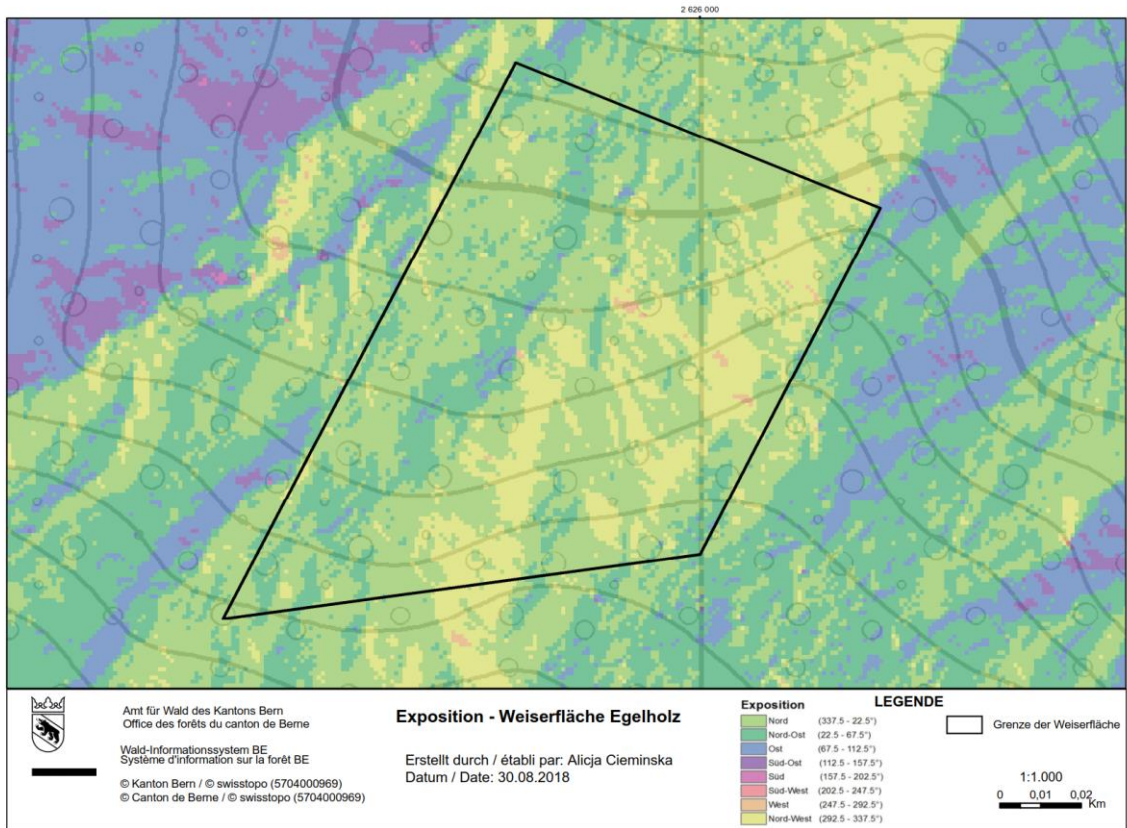 2 626 000
Amt für Wald des Kantons Bern
Office des forêts du canton de Berne
Wald-Informationssystem BE
Système d'information sur la forêt BE
© Kanton Bern / © swisstopo (5704000969)
© Canton de Berne / © swisstopo (5704000969)
Exposition - Weiserfläche Egelholz
Erstellt durch / établi par: Alicja Cieminska
Datum / Date: 30.08.2018
LEGENDE
Exposition
Nord (337.5 - 22.5°)
Nord-Ost (22.5 - 67.5°)
Ost (67.5 - 112.5°)
Süd-Ost (112.5 - 157.5°)
Süd (157.5 - 202.5°)
Süd-West (202.5 - 247.5°)
West (247.5 - 292.5°)
Nord-West (292.5 - 337.5°)
Grenze der Weiserfläche
1:1.000
0 0,01 0,02
Km